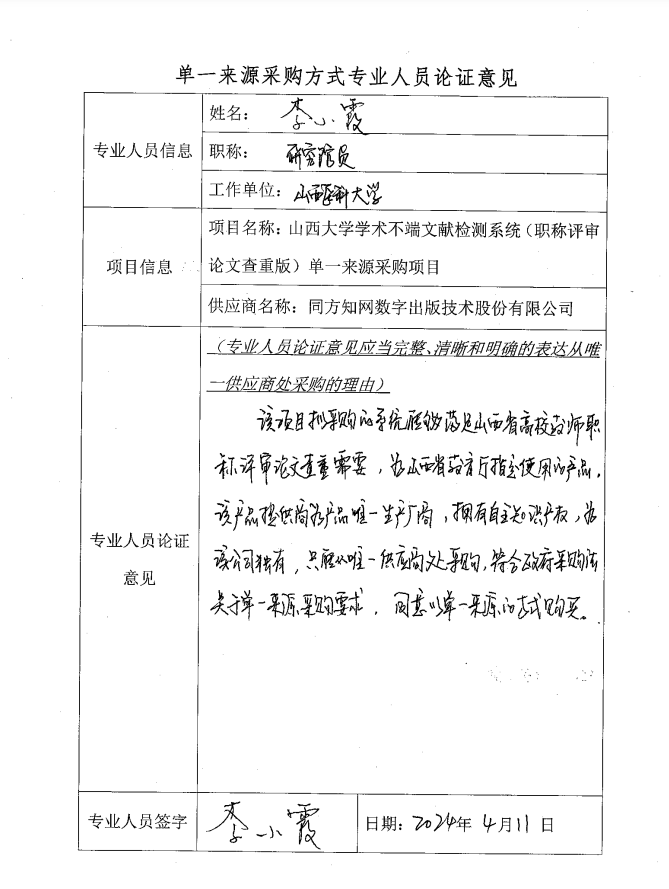 单一来源采购方式专业人员论证意见
专业人员信息
姓名： 李小霞
职称： 研究馆员
工作单位：山西医科大学
项目信息
项目名称：山西大学学术不端文献检测系统（职称评审
论文查重版）单一来源采购项目
供应商名称：同方知网数字出版技术股份有限公司
专业人员论证
意见
（专业人员论证意见应当完整、清晰和明确的表达从唯
一供应商处采购的理由）
该项目拟采购的系统能够满足山西省高校教师职
称评审论文查重需要，为山西省教育厅指定使用的产品，
该产品提供商为产品唯一生产厂商，拥有自主知识产权，为
该公司独有，只能从唯一供应商处采购，符合政府采购法
关于单一来源采购要求，同意以单一来源的方式购买。
专业人员签字
李小霞
日期：2024年 4月11日